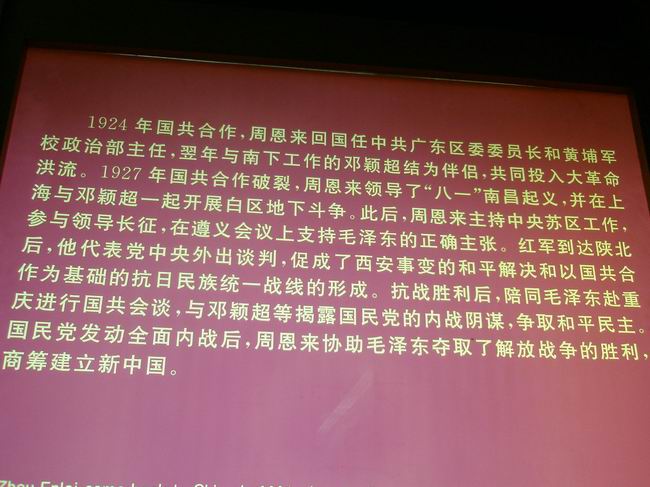 1924年国共合作,周恩来回国任中共广东区委委员长和黄埔军
校政治部主任,翌年与南下工作的邓颖超结为伴侣,共同投入大革命
洪流。1927年国共合作破裂,周恩来领导了“八一”南昌起义,并在上
海与邓颖超一起开展白区地下斗争。此后,周恩来主持中央苏区工作,
参与领导长征,在遵义会议上支持毛泽东的正确主张。红军到达陕北
后,他代表党中央外出谈判,促成了西安事变的和平解决和以国共合
作为基础的抗日民族统一战线的形成。抗战胜利后,陪同毛泽东赴重
庆进行国共会谈,与邓颖超等揭露国民党的内战阴谋,争取和平民主。
国民党发动全面内战后,周恩来协助毛泽东夺取了解放战争的胜利,
商筹建立新中国。
Zhou Enlai came back to China